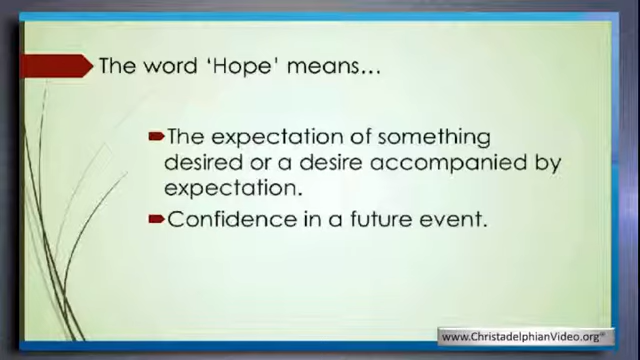 The word ‘Hope’ means…
The expectation of something
desired or a desire accompanied by
expectation.
Confidence in a future event.
www.ChristadelphianVideo.org®